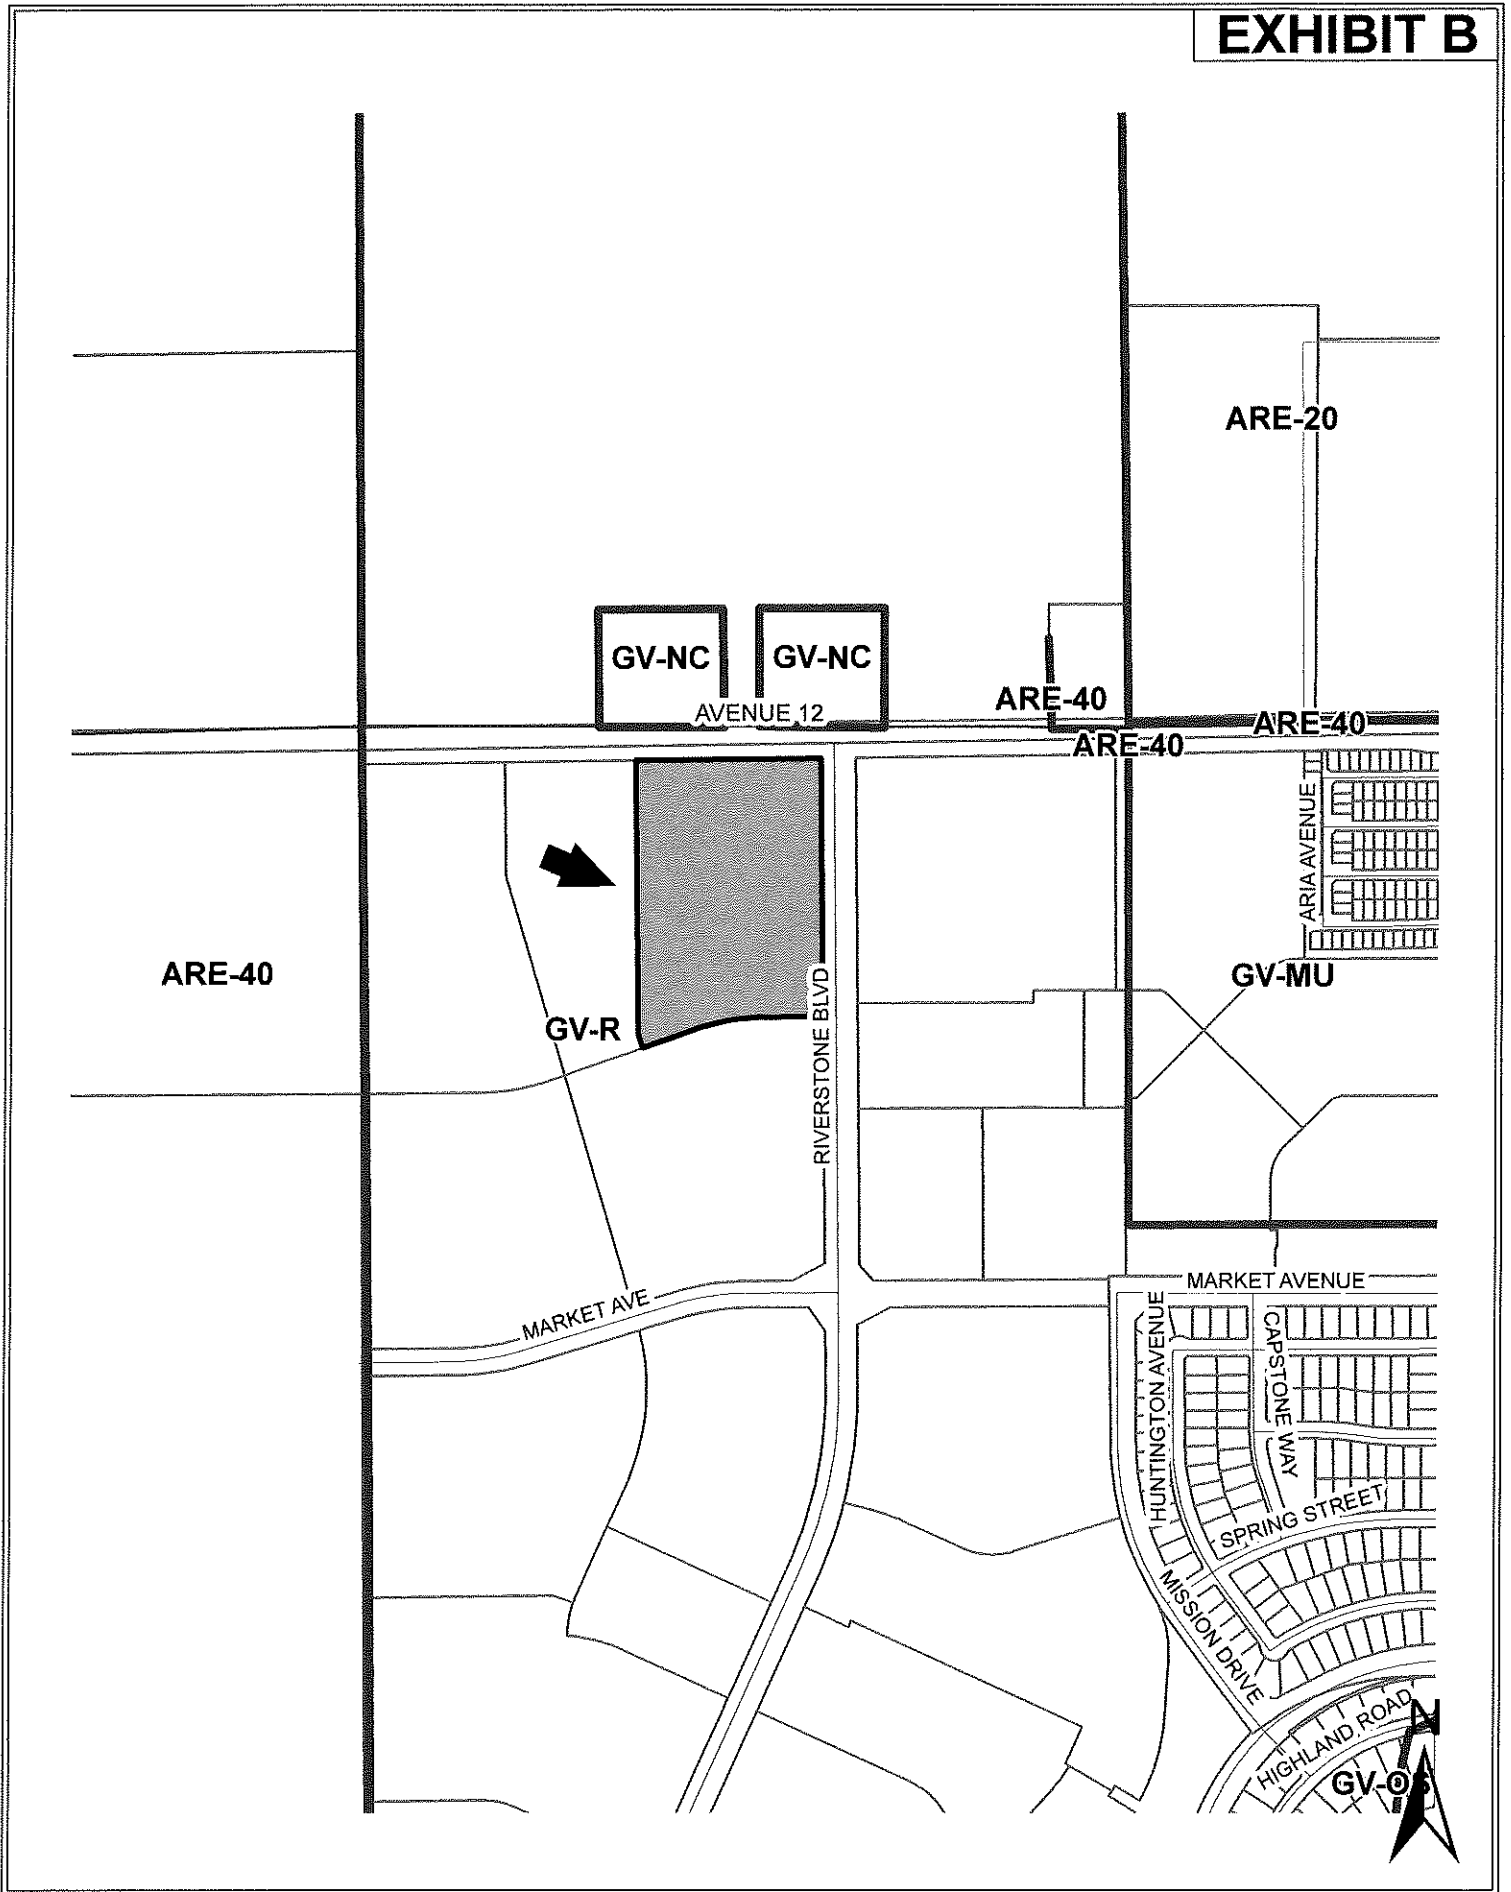 EXHIBIT B
ARE-20
GV-NC
GV-NC
ARE-40
AVENUE 12
ARE-40
ARE-40
ARIA AVENUE
ARE-40
GV-MU
GV-R
RIVERSTONE BLVD
MARKET AVENUE
MARKET AVE
HUNTINGTON AVENUE
CAPSTONE WAY
SPRING STREET
MISSION DRIVE
HIGHLAND ROAD
N
GV-OS